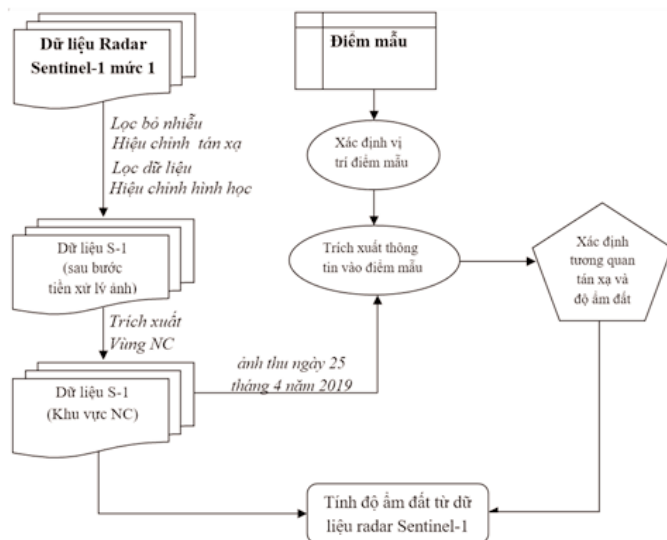 Dữ liệu Radar
Sentinel-1 mức 1
Điểm mẫu
Lọc bỏ nhiễu
Hiệu chỉnh tán xạ
Lọc dữ liệu
Hiệu chỉnh hình học
Xác định vị
trí điểm mẫu
Dữ liệu S-1
(sau bước
tiền xử lý ảnh)
Trích xuất thông
tin vào điểm mẫu
Xác định
tương quan
tán xạ và
độ ẩm đất
Trích xuất
Vùng NC
Dữ liệu S-1
(Khu vực NC)
ảnh thu ngày 25
tháng 4 năm 2019
Tính độ ẩm đất từ dữ
liệu radar Sentinel-1